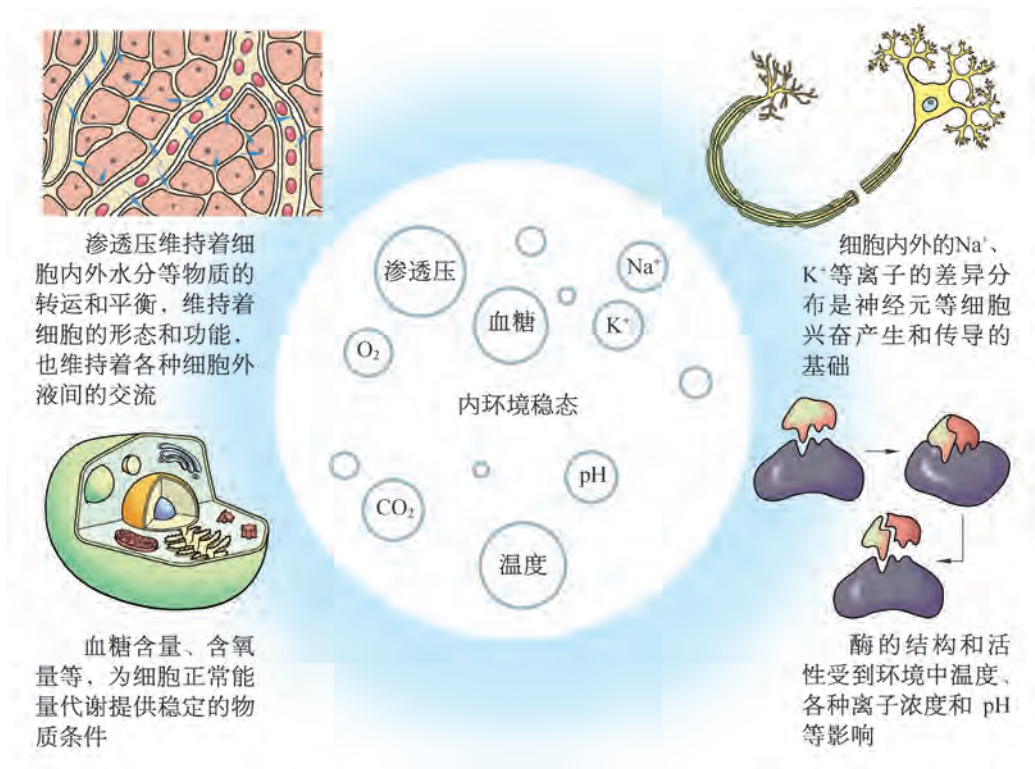 渗透压维持着细
胞内外水分等物质的
转运和平衡，维持着
细胞的形态和功能，
也维持着各种细胞外
液间的交流
细胞内外的Na⁺、
K⁺等离子的差异分
布是神经元等细胞
兴奋产生和传导的
基础
渗透压
Na⁺
血糖
K⁺
O₂
内环境稳态
pH
CO₂
温度
血糖含量、含氧
量等，为细胞正常能
量代谢提供稳定的物
质条件
酶的结构和活
性受到环境中温度、
各种离子浓度和 pH
等影响